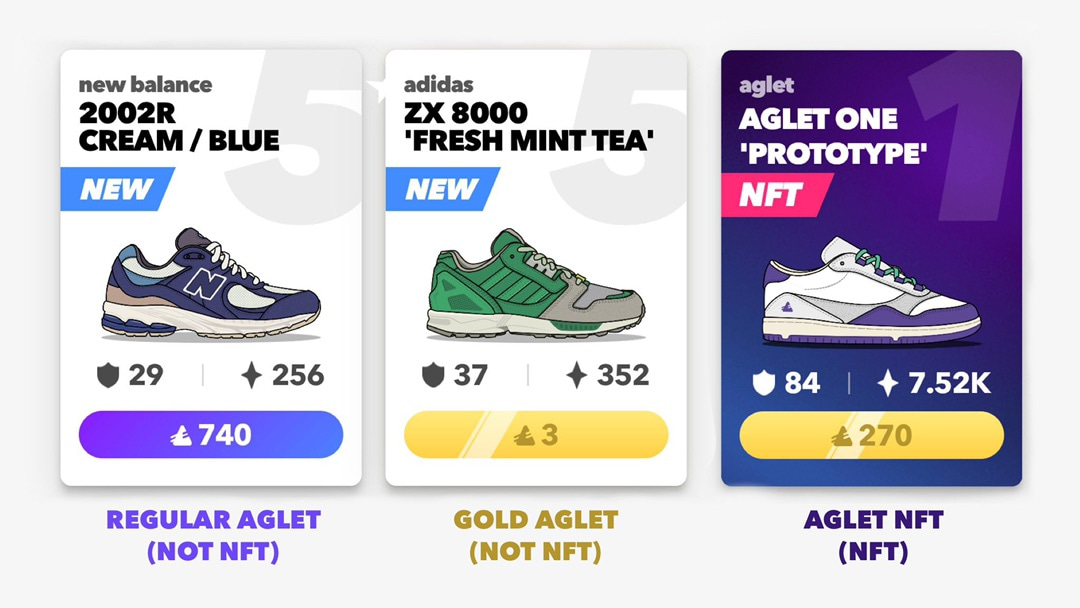 new balance
2002R
CREAM / BLUE
5
NEW
N
29 256
740
REGULAR AGLET
(NOT NFT)
adidas
ZX 8000
'FRESH MINT TEA'
5
NEW
37 352
3
GOLD AGLET
(NOT NFT)
aglet
AGLET ONE
'PROTOTYPE'
1
NFT
84 7.52K
270
AGLET NFT
(NFT)